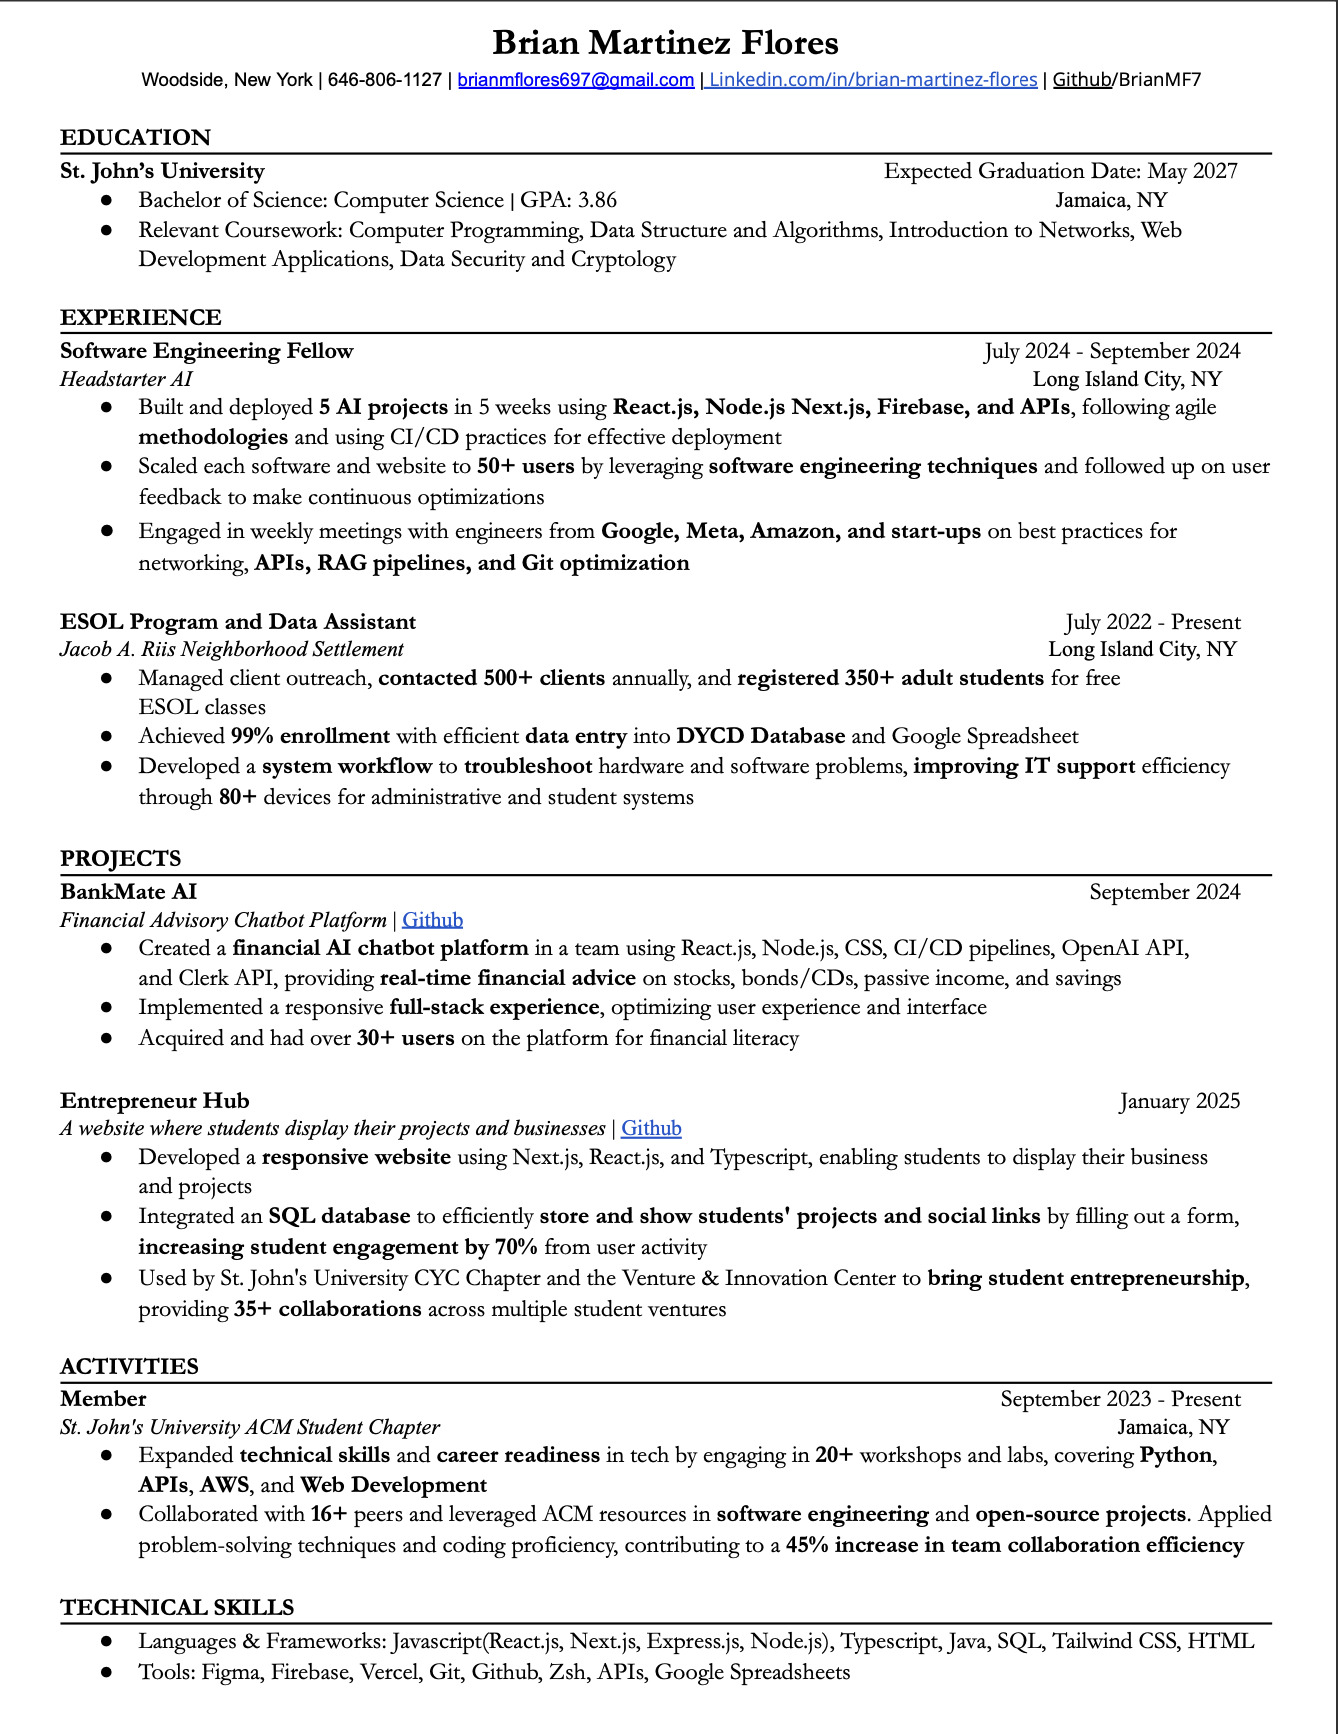 Brian Martinez Flores
Woodside, New York | 646-806-1127 | brianmflores697@gmail.com | Linkedin.com/in/brian-martinez-flores | Github/BrianMF7
EDUCATION
St. John’s University Expected Graduation Date: May 2027
● Bachelor of Science: Computer Science | GPA: 3.86 Jamaica, NY
● Relevant Coursework: Computer Programming, Data Structure and Algorithms, Introduction to Networks, Web
Development Applications, Data Security and Cryptology
EXPERIENCE
Software Engineering Fellow July 2024 - September 2024
Headstarter AI Long Island City, NY
● Built and deployed 5 AI projects in 5 weeks using React.js, Node.js Next.js, Firebase, and APIs, following agile
methodologies and using CI/CD practices for effective deployment
● Scaled each software and website to 50+ users by leveraging software engineering techniques and followed up on user
feedback to make continuous optimizations
● Engaged in weekly meetings with engineers from Google, Meta, Amazon, and start-ups on best practices for
networking, APIs, RAG pipelines, and Git optimization
ESOL Program and Data Assistant July 2022 - Present
Jacob A. Riis Neighborhood Settlement Long Island City, NY
● Managed client outreach, contacted 500+ clients annually, and registered 350+ adult students for free
ESOL classes
● Achieved 99% enrollment with efficient data entry into DYCD Database and Google Spreadsheet
● Developed a system workflow to troubleshoot hardware and software problems, improving IT support efficiency
through 80+ devices for administrative and student systems
PROJECTS
BankMate AI September 2024
Financial Advisory Chatbot Platform | Github
● Created a financial AI chatbot platform in a team using React.js, Node.js, CSS, CI/CD pipelines, OpenAI API,
and Clerk API, providing real-time financial advice on stocks, bonds/CDs, passive income, and savings
● Implemented a responsive full-stack experience, optimizing user experience and interface
● Acquired and had over 30+ users on the platform for financial literacy
Entrepreneur Hub January 2025
A website where students display their projects and businesses | Github
● Developed a responsive website using Next.js, React.js, and Typescript, enabling students to display their business
and projects
● Integrated an SQL database to efficiently store and show students' projects and social links by filling out a form,
increasing student engagement by 70% from user activity
● Used by St. John's University CYC Chapter and the Venture & Innovation Center to bring student entrepreneurship,
providing 35+ collaborations across multiple student ventures
ACTIVITIES
Member September 2023 - Present
St. John's University ACM Student Chapter Jamaica, NY
● Expanded technical skills and career readiness in tech by engaging in 20+ workshops and labs, covering Python,
APIs, AWS, and Web Development
● Collaborated with 16+ peers and leveraged ACM resources in software engineering and open-source projects. Applied
problem-solving techniques and coding proficiency, contributing to a 45% increase in team collaboration efficiency
TECHNICAL SKILLS
● Languages & Frameworks: Javascript(React.js, Next.js, Express.js, Node.js), Typescript, Java, SQL, Tailwind CSS, HTML
● Tools: Figma, Firebase, Vercel, Git, Github, Zsh, APIs, Google Spreadsheets